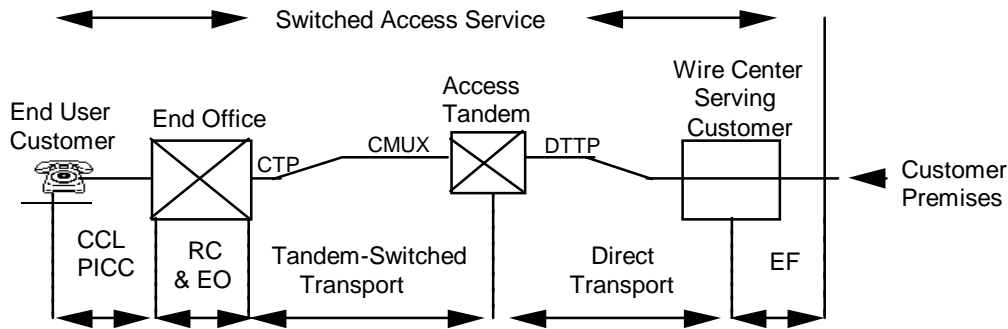 Switched Access Service
End User
Customer
End Office
Access
Tandem
Wire Center
Serving
Customer
CTP
CMUX
DTTP
Customer
Premises
CCL
PICC
RC
& EO
Tandem-Switched
Transport
Direct
Transport
EF